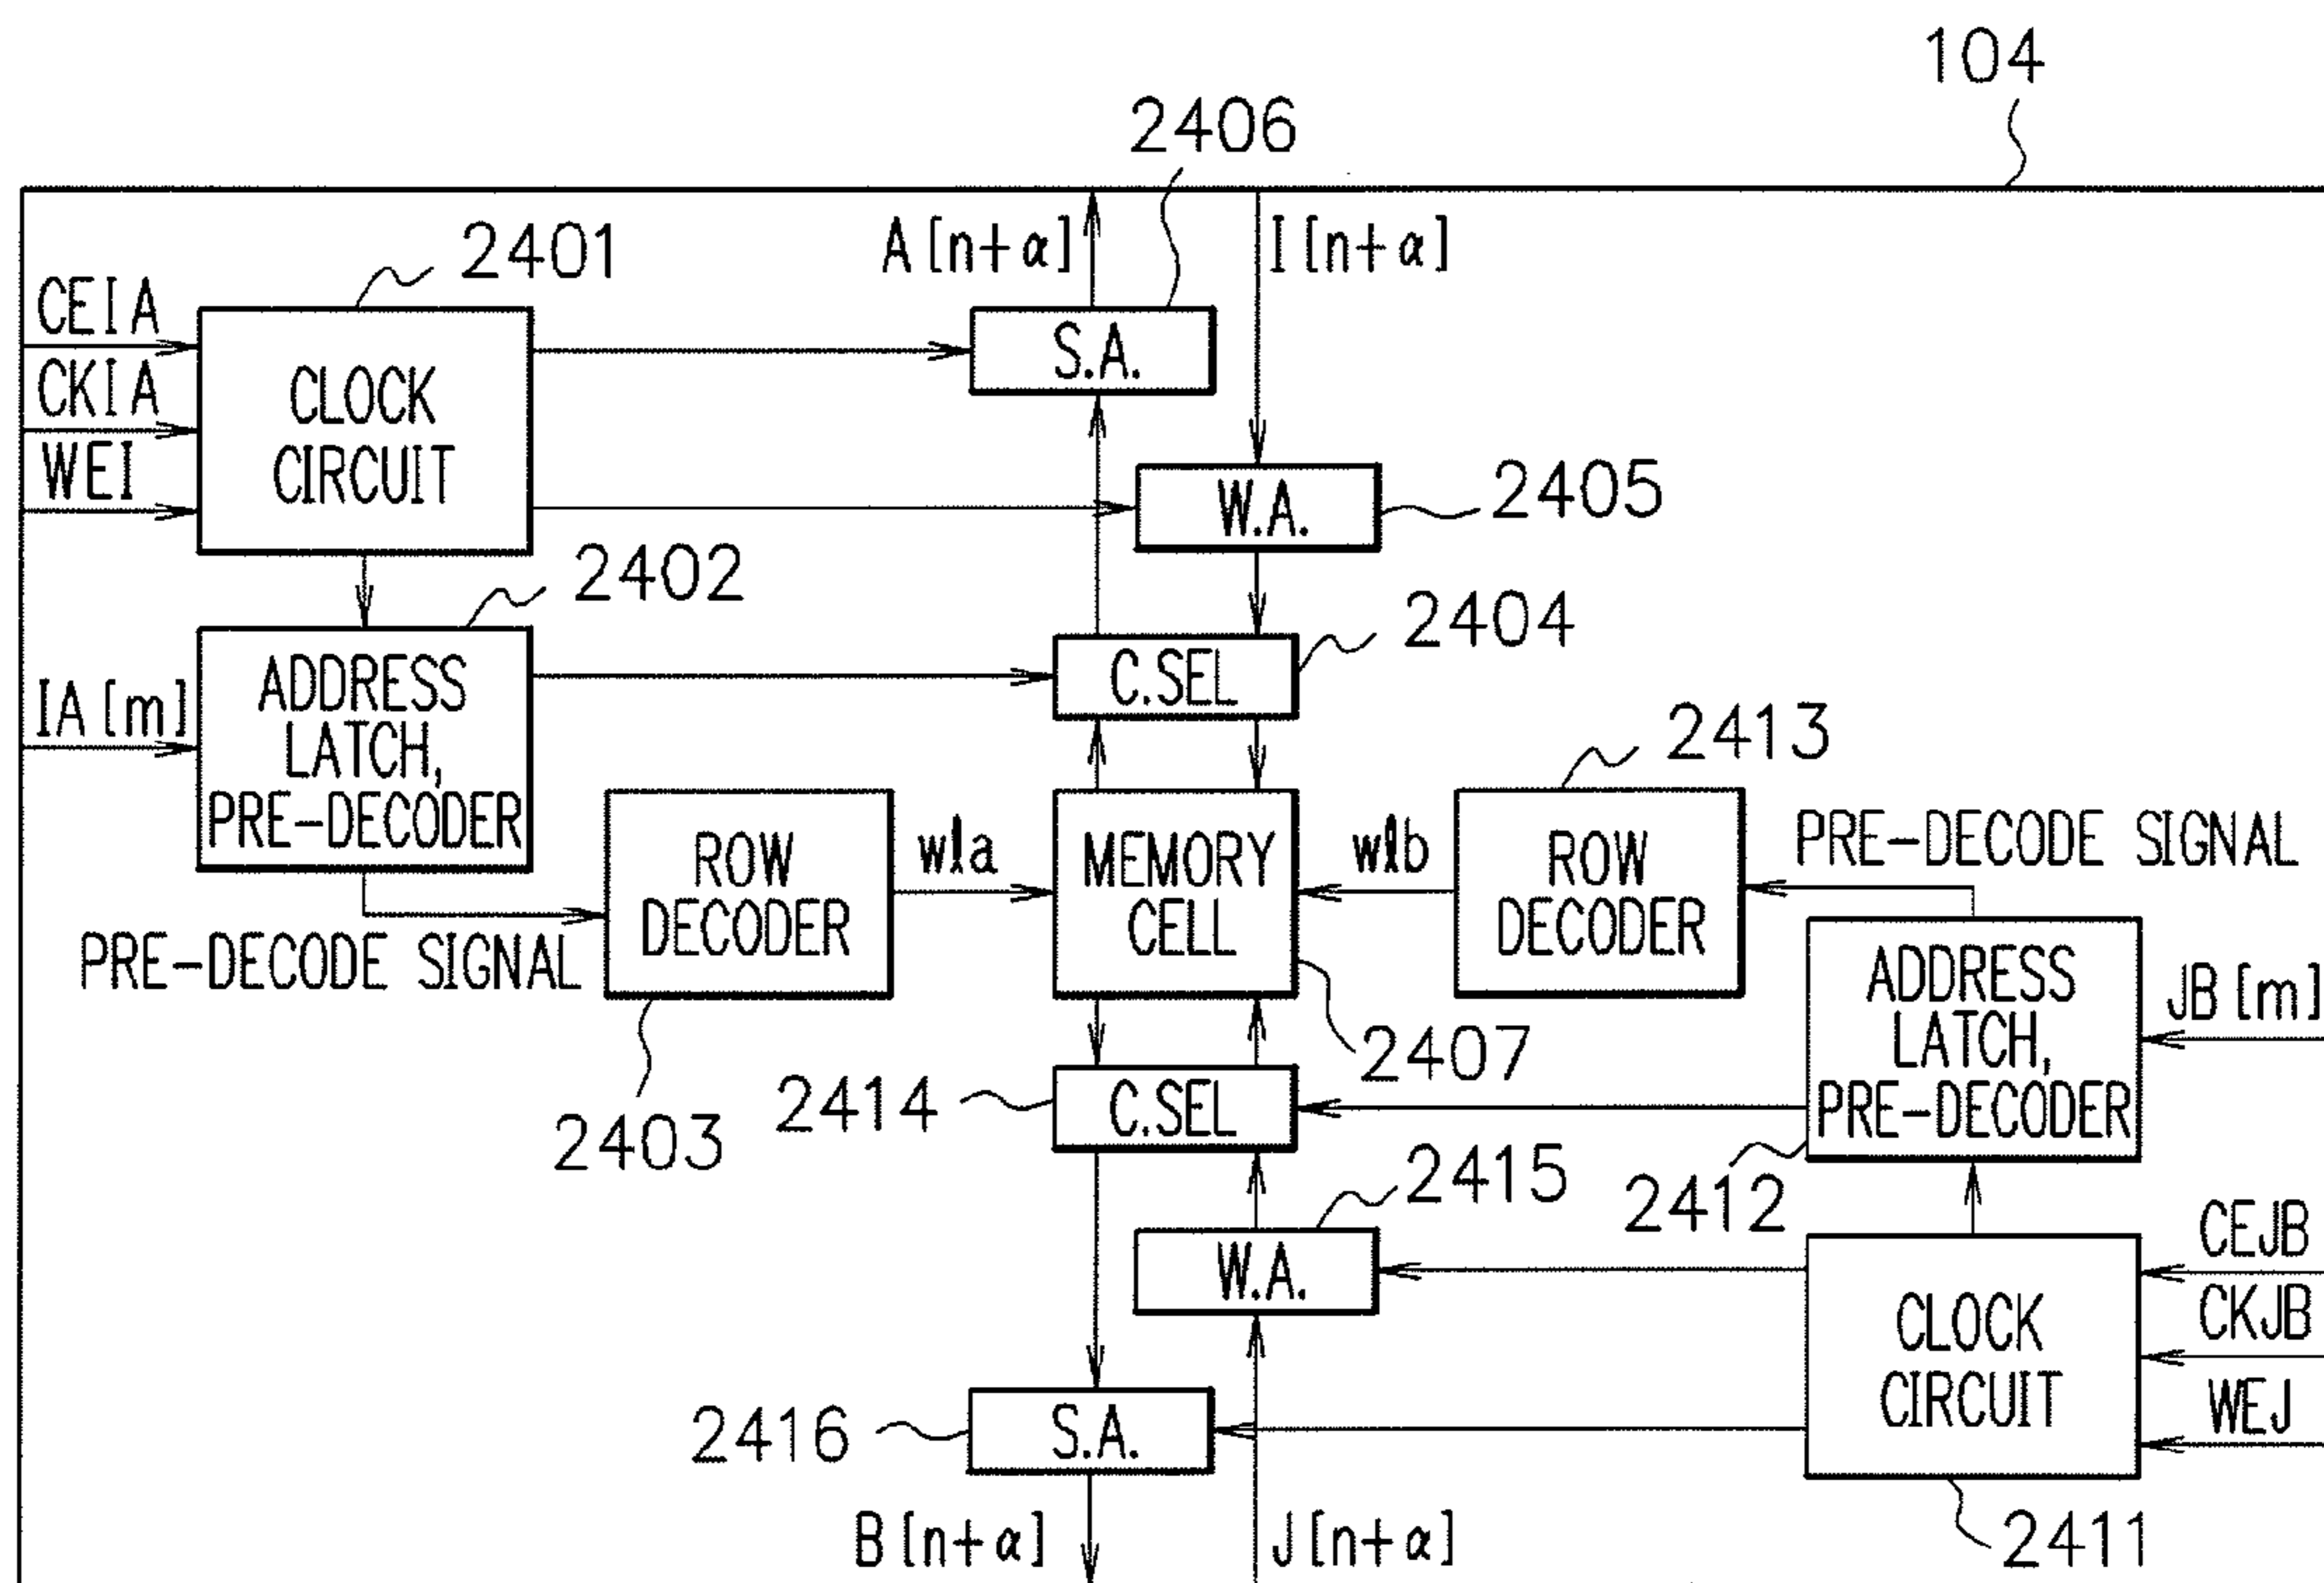 104
2406
2401
A[n+α]
I[n+α]
CEIA
CKIA
WEI
CLOCK
CIRCUIT
S.A.
W.A.
2405
2402
2404
ADDRESS
LATCH,
PRE-DECODER
IA[m]
C.SEL
2413
ROW
DECODER
wla
MEMORY
CELL
wlb
ROW
DECODER
PRE-DECODE SIGNAL
PRE-DECODE SIGNAL
ADDRESS
LATCH,
PRE-DECODER
JB[m]
2407
2414
C.SEL
2403
2415
2412
W.A.
CEJB
CKJB
WEJ
CLOCK
CIRCUIT
2416
S.A.
B[n+α]
J[n+α]
2411